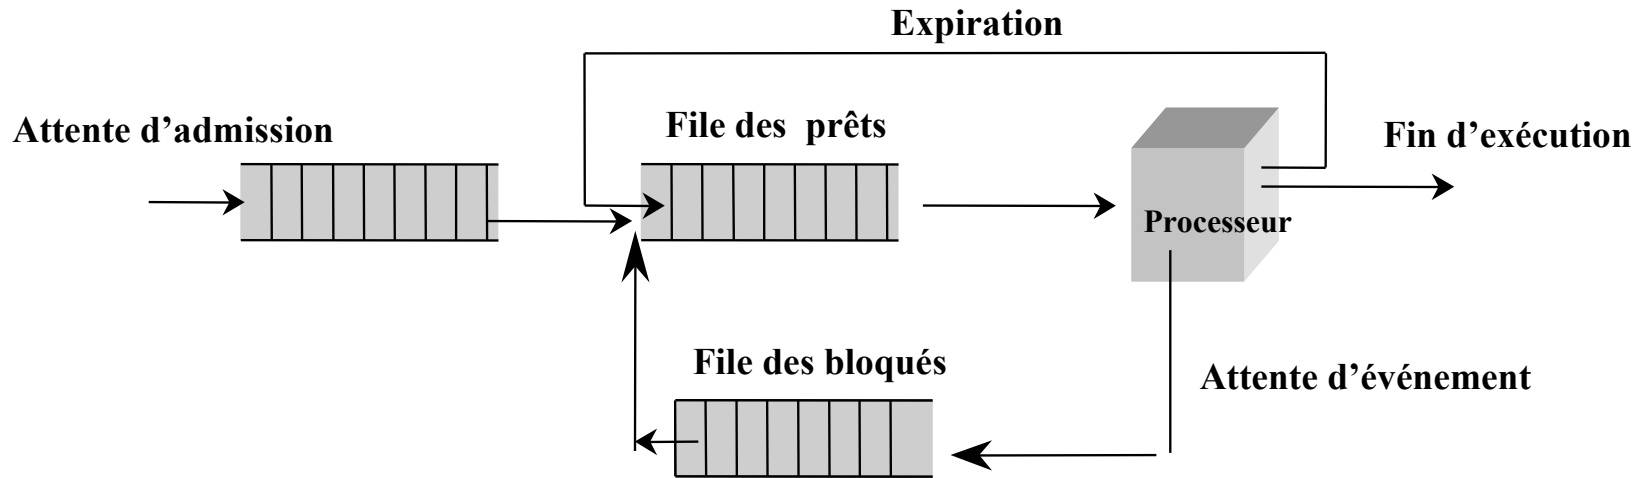 Expiration
Attente d’admission
File des prêts
Fin d’exécution
Processeur
File des bloqués
Attente d’événement